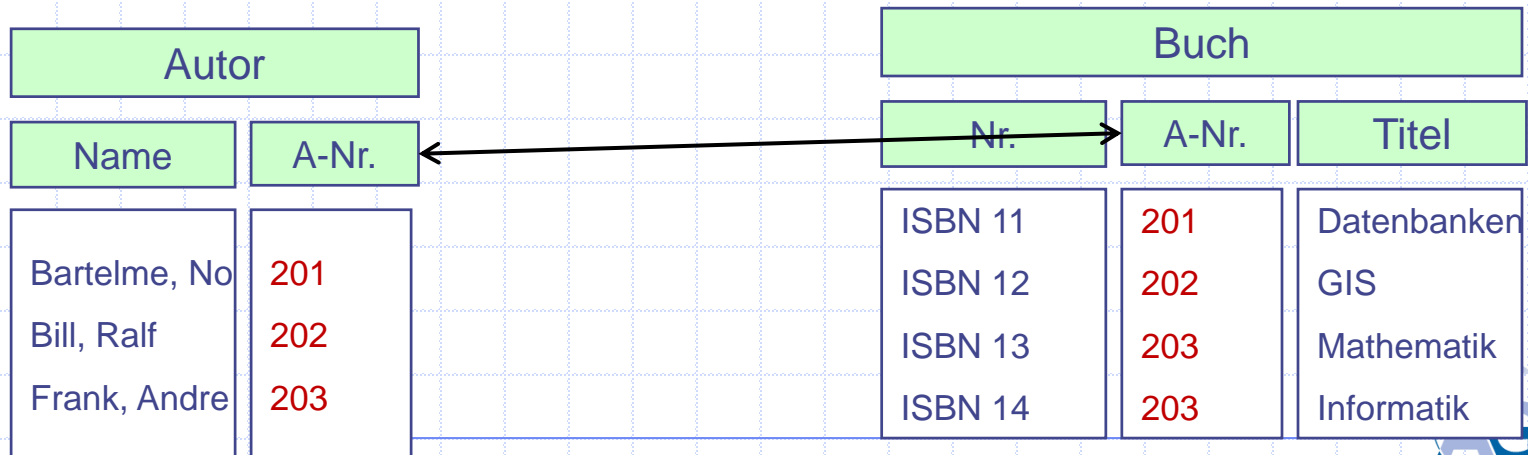 Autor
Name A-Nr.
Bartelme, No 201
Bill, Ralf 202
Frank, Andre 203
Buch
Nr. A-Nr. Titel
ISBN 11 201 Datenbanken
ISBN 12 202 GIS
ISBN 13 203 Mathematik
ISBN 14 203 Informatik